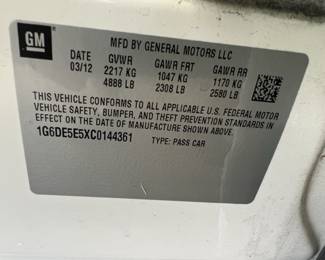 GM
MFD BY GENERAL MOTORS LLC
DATE GVWR GAWR FRT GAWR RR
03/12 2217 KG 1047 KG 1170 KG
4888 LB 2308 LB 2580 LB
THIS VEHICLE CONFORMS TO ALL APPLICABLE U.S. FEDERAL MOTOR
VEHICLE SAFETY, BUMPER, AND THEFT PREVENTION STANDARDS IN
EFFECT ON THE DATE OF MANUFACTURE SHOWN ABOVE.
1G6DE5E5XC0144361 TYPE: PASS CAR